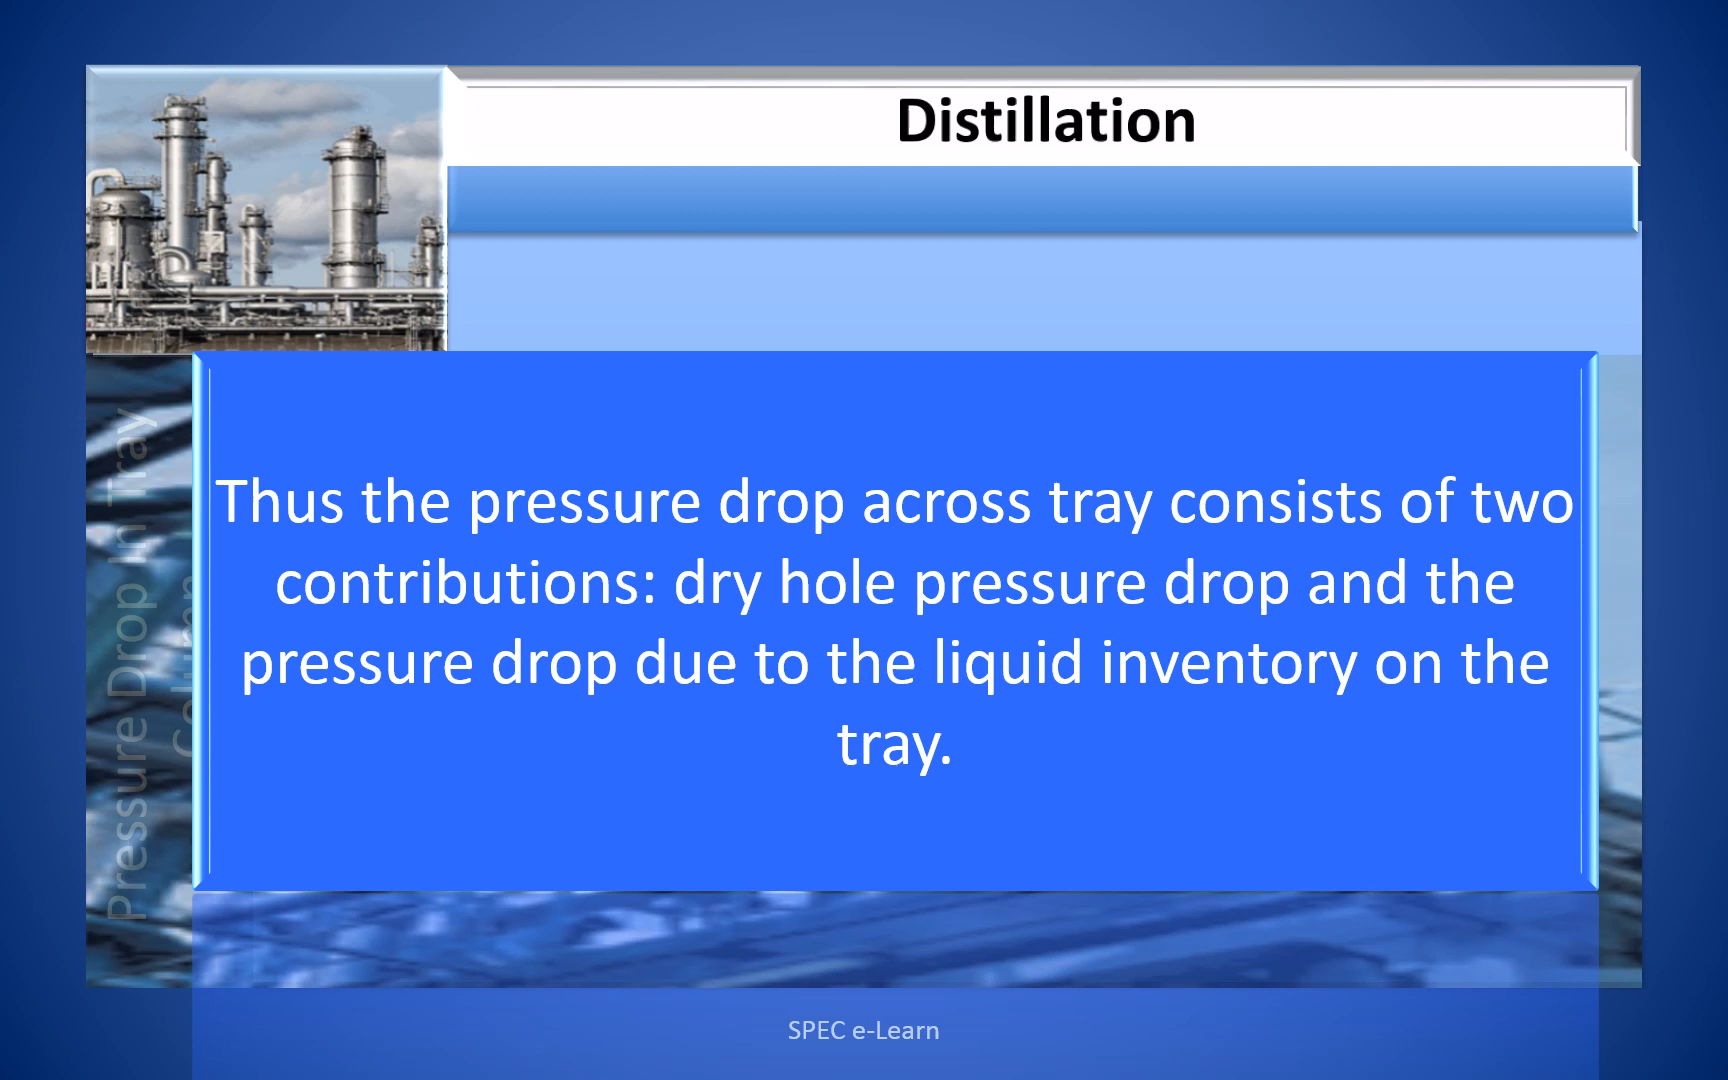 Distillation
Pressure Drop In Tray
Column
Thus the pressure drop across tray consists of two
contributions: dry hole pressure drop and the
pressure drop due to the liquid inventory on the
tray.
SPEC e-Learn